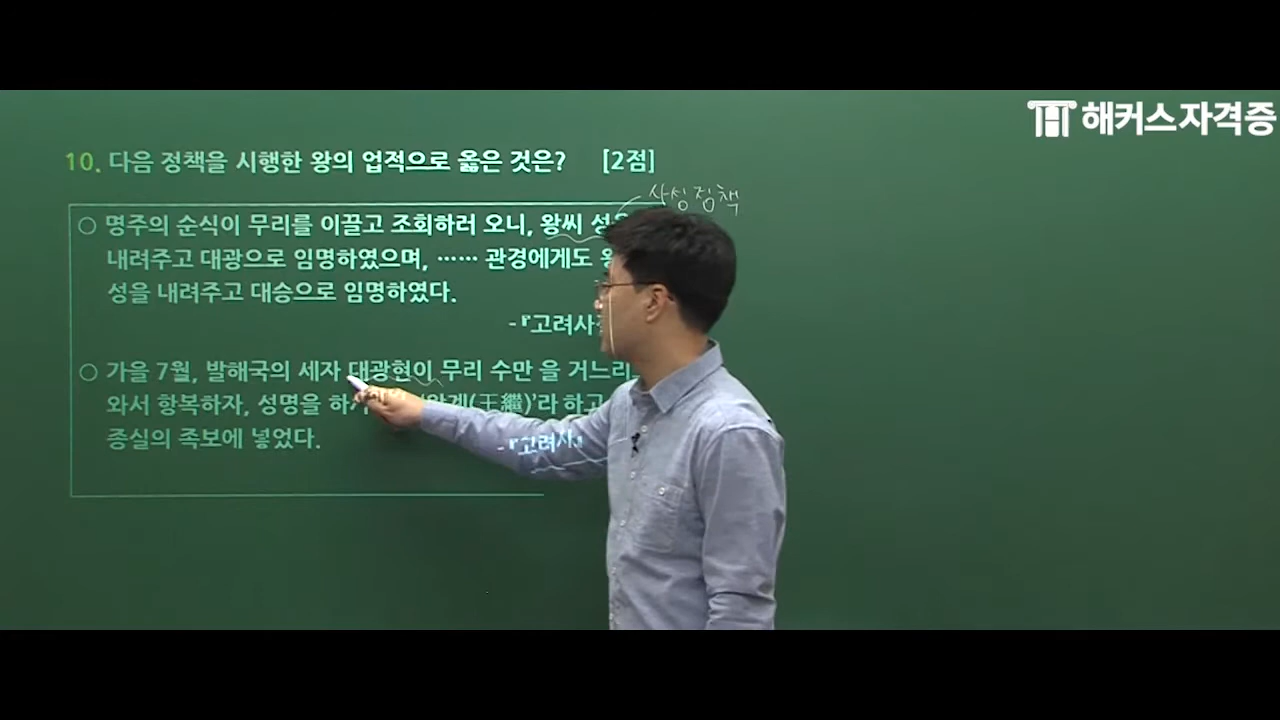 해커스자격증
10. 다음 정책을 시행한 왕의 업적으로 옳은 것은? [2점]
사성정책
○ 명주의 순식이 무리를 이끌고 조회하러 오니, 왕씨
내려주고 대광으로 임명하였으며, …… 관경에게도
성을 내려주고 대승으로 임명하였다.
-『고려사
○ 가을 7월, 발해국의 세자 대광현이 무리 수만 을
와서 항복하자, 성명을 (王繼)’라 하고
종실의 족보에 넣었다.
-『고려사』